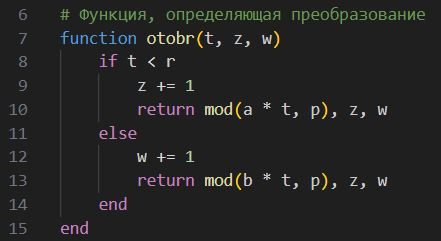 6 # Функция, определяющая преобразование
7 function otobr(t, z, w)
8 if t < r
9 z += 1
10 return mod(a * t, p), z, w
11 else
12 w += 1
13 return mod(b * t, p), z, w
14 end
15 end